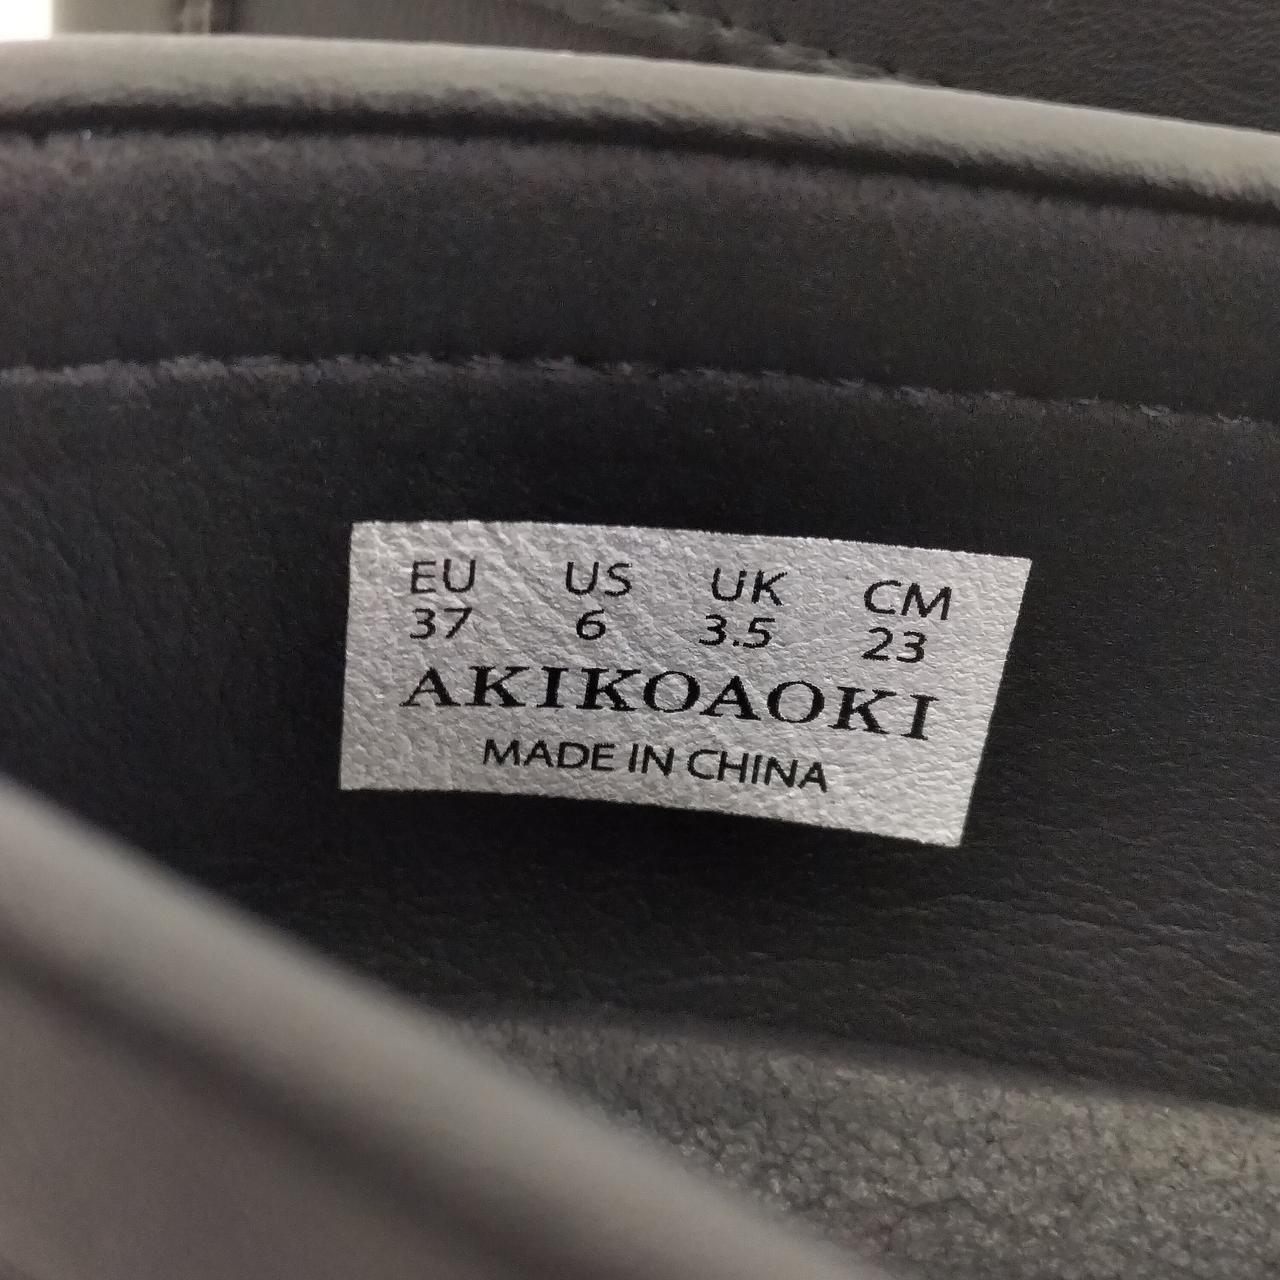 EU US UK CM
37 6 3.5 23
AKIKOAOKI
MADE IN CHINA